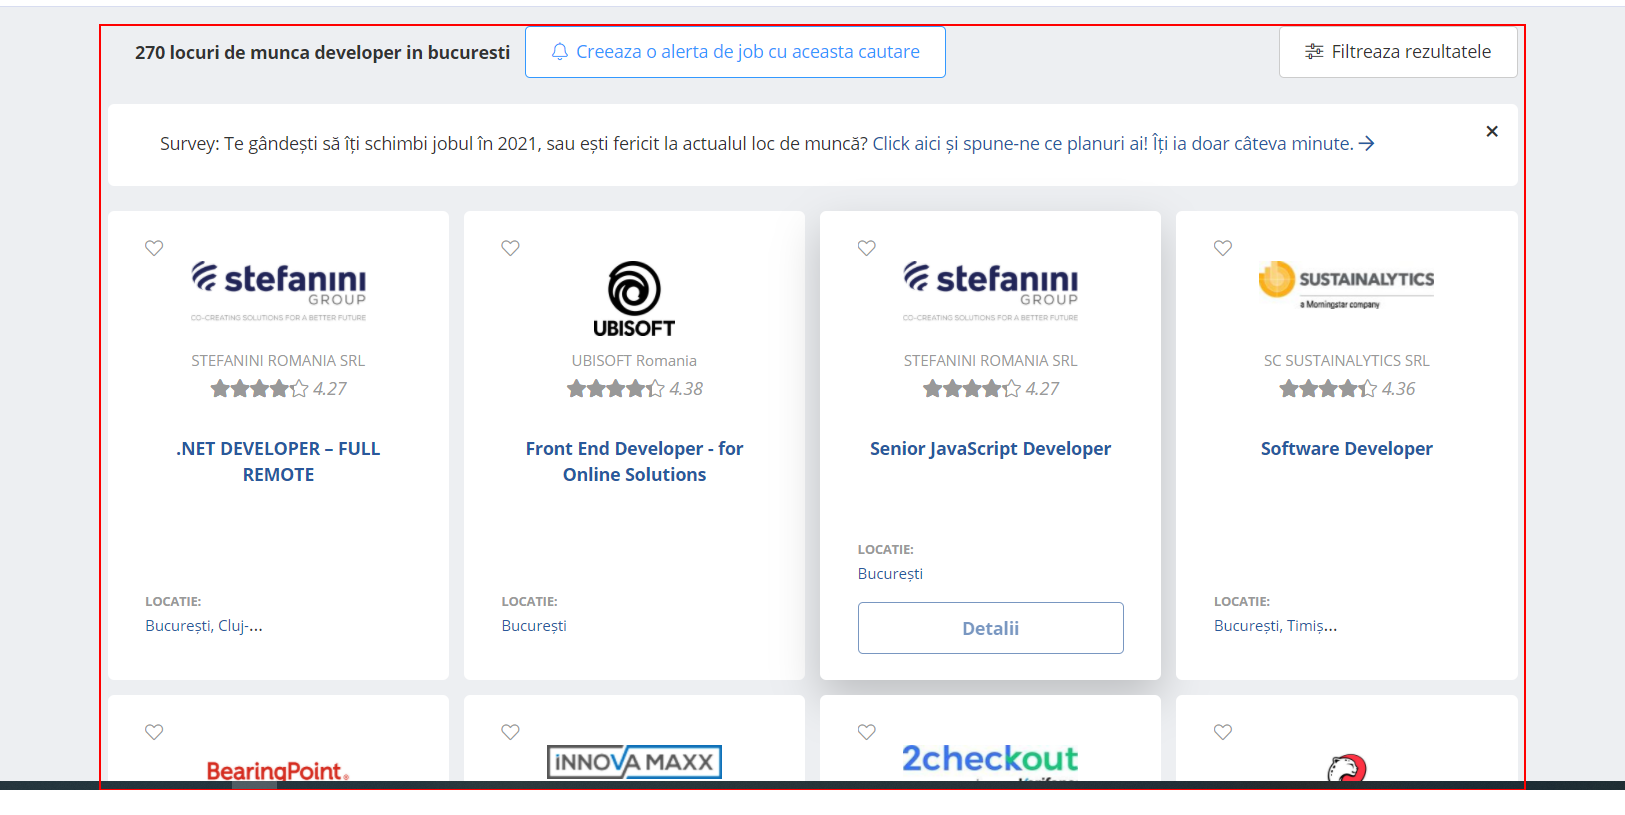 270 locuri de munca developer in bucuresti
Creeaza o alerta de job cu aceasta cautare
Filtreaza rezultatele
Survey: Te gândești să îți schimbi jobul în 2021, sau ești fericit la actualul loc de muncă? Click aici și spune-ne ce planuri ai! Îți ia doar câteva minute. →
stefanini
GROUP
CO-CREATING SOLUTIONS FOR A BETTER FUTURE
STEFANINI ROMANIA SRL
4.27
.NET DEVELOPER – FULL
REMOTE
LOCATIE:
București, Cluj-...
UBISOFT
UBISOFT Romania
4.38
Front End Developer - for
Online Solutions
LOCATIE:
București
stefanini
GROUP
CO-CREATING SOLUTIONS FOR A BETTER FUTURE
STEFANINI ROMANIA SRL
4.27
Senior JavaScript Developer
LOCATIE:
București
Detalii
SUSTAINALYTICS
a Morningstar company
SC SUSTAINALYTICS SRL
4.36
Software Developer
LOCATIE:
București, Timiș...
BearingPoint.
INNOVA MAXX
2checkout